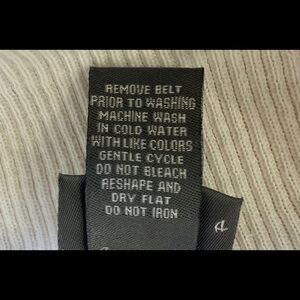 REMOVE BELT
PRIOR TO WASHING
MACHINE WASH
IN COLD WATER
WITH LIKE COLORS
GENTLE CYCLE
DO NOT BLEACH
RESHAPE AND
DRY FLAT
DO NOT IRON